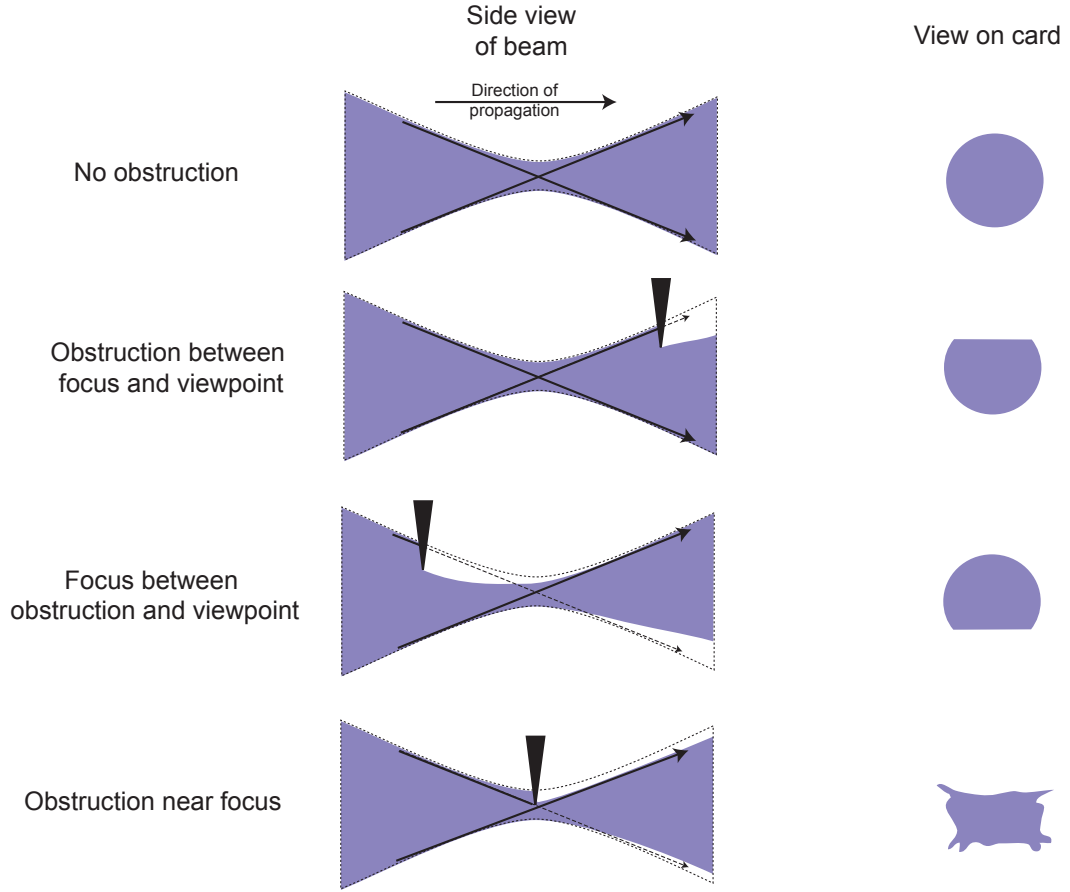 Side view
of beam
View on card
Direction of
propagation
No obstruction
Obstruction between
focus and viewpoint
Focus between
obstruction and viewpoint
Obstruction near focus